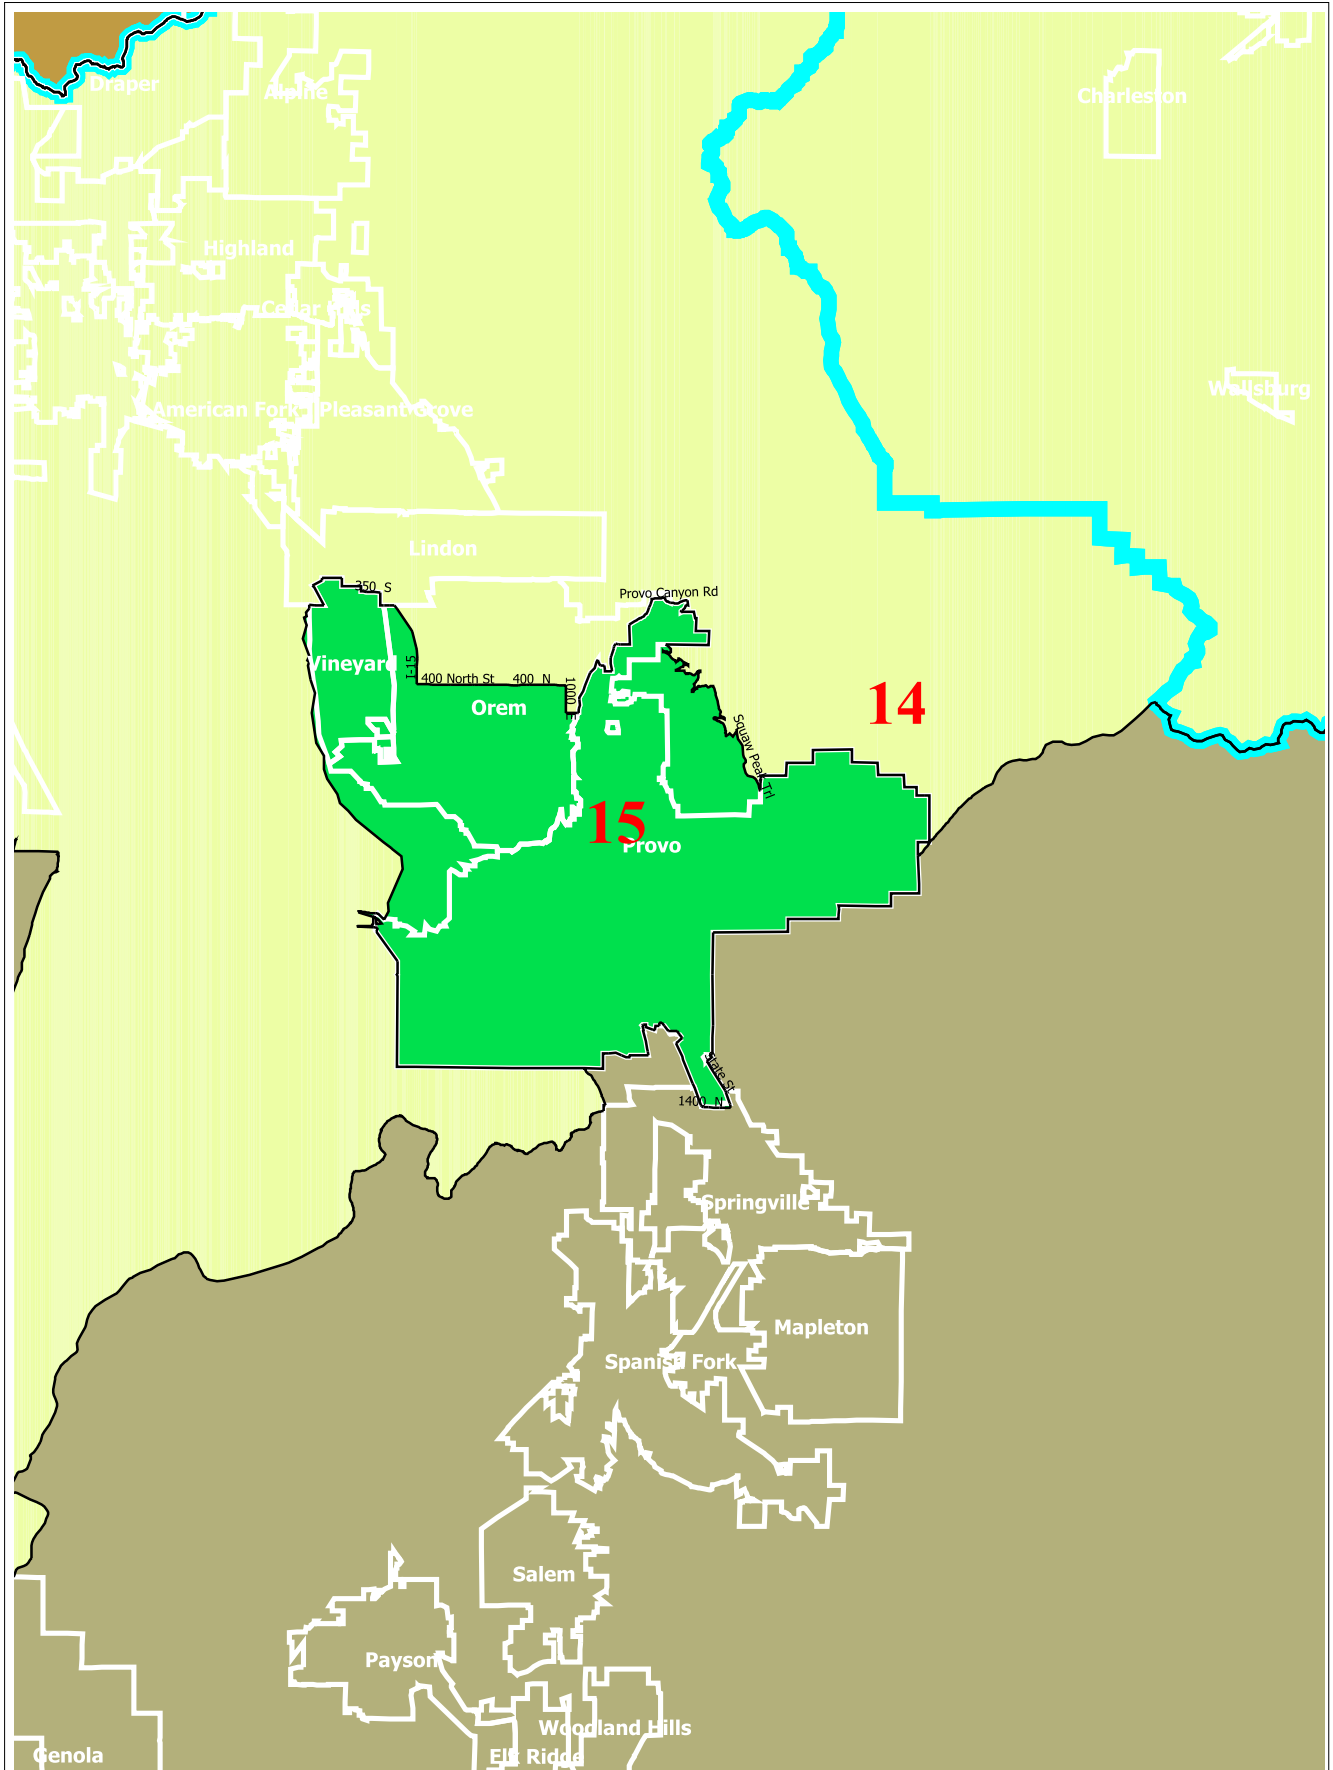 Draper
Alpine
Charleston
Highland
Cedar Hills
Wallsburg
American Fork
Pleasant Grove
Lindon
350 S
Provo Canyon Rd
Vineyard
I-15
400 North St
400 N
1000 E
Orem
14
Squaw Peak Trl
15
Provo
State St
1400 N
Springville
Mapleton
Spanish Fork
Salem
Payson
Woodland Hills
Genola
Elk Ridge